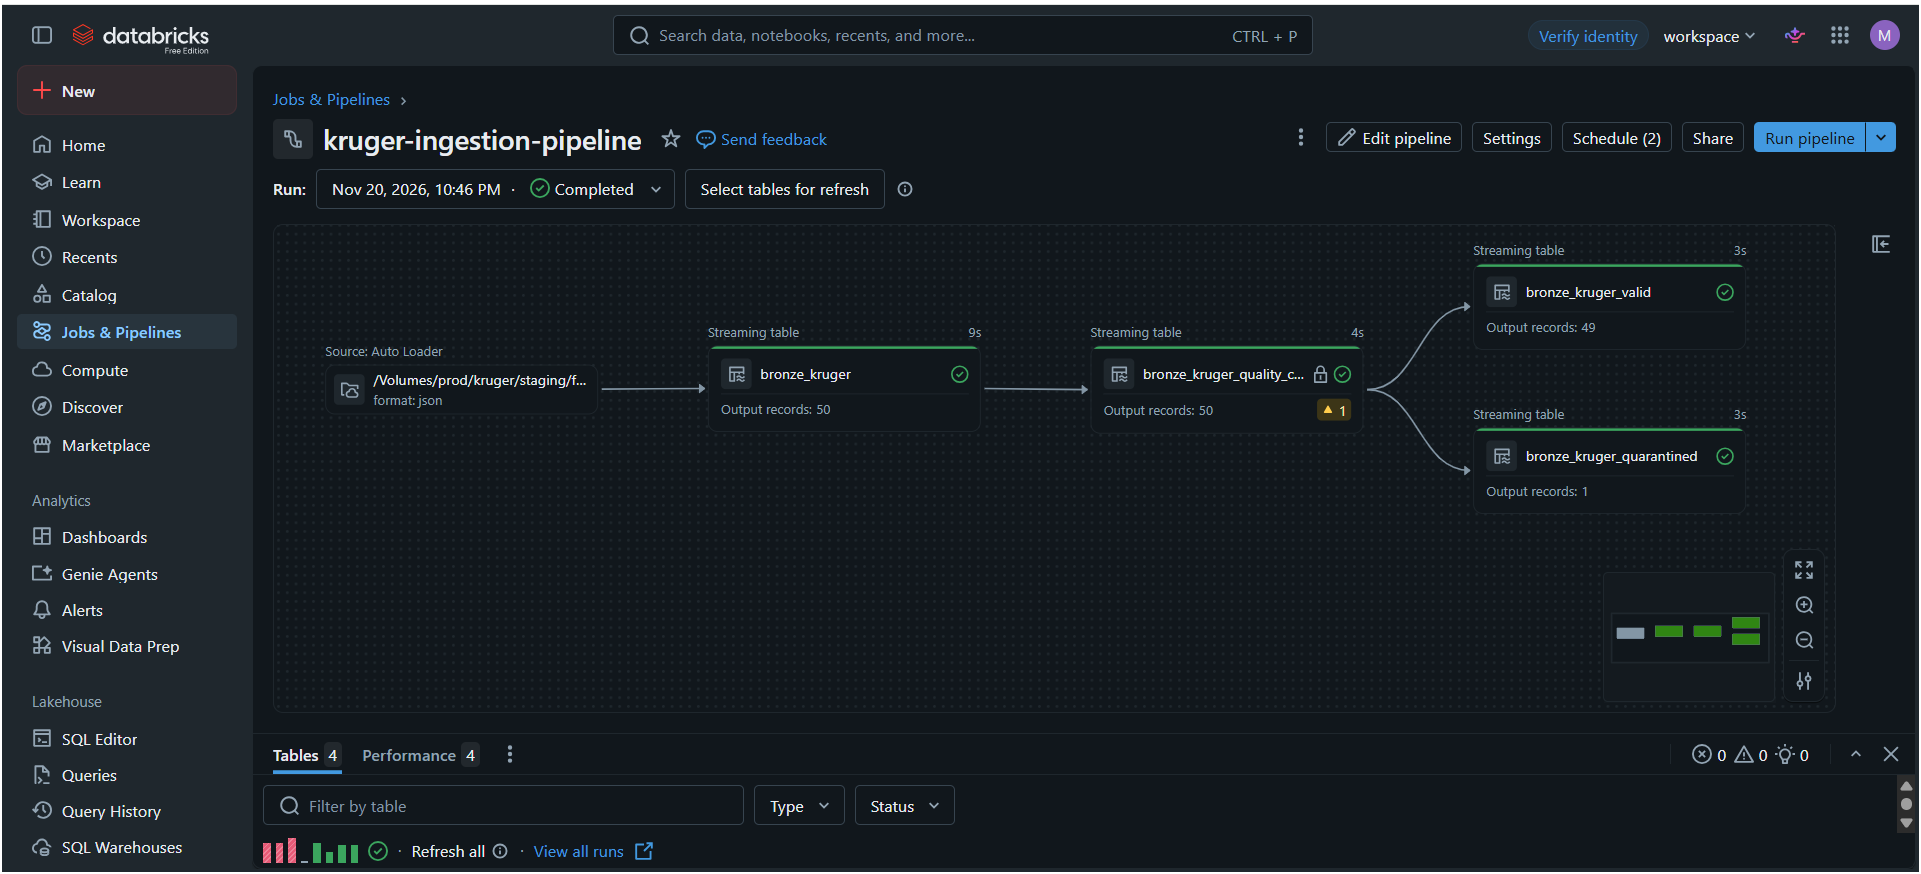 databricks
Free Edition
Search data, notebooks, recents, and more...
CTRL + P
Verify identity
workspace
M
New
Home
Learn
Workspace
Recents
Catalog
Jobs & Pipelines
Compute
Discover
Marketplace
Analytics
Dashboards
Genie Agents
Alerts
Visual Data Prep
Lakehouse
SQL Editor
Queries
Query History
SQL Warehouses
Jobs & Pipelines ›
kruger-ingestion-pipeline
Send feedback
Edit pipeline
Settings
Schedule (2)
Share
Run pipeline
Run: Nov 20, 2026, 10:46 PM · Completed
Select tables for refresh
Source: Auto Loader
/Volumes/prod/kruger/staging/f...
format: json
Streaming table 9s
bronze_kruger
Output records: 50
Streaming table 4s
bronze_kruger_quality_c...
Output records: 50
1
Streaming table 3s
bronze_kruger_valid
Output records: 49
Streaming table 3s
bronze_kruger_quarantined
Output records: 1
Tables 4
Performance 4
0 0 0
Filter by table
Type
Status
· Refresh all · View all runs